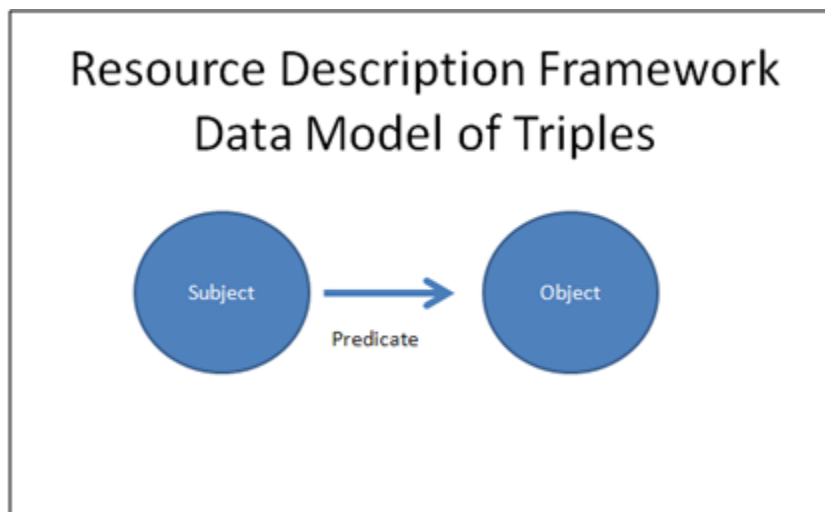 Resource Description Framework
Data Model of Triples
Subject
Object
Predicate